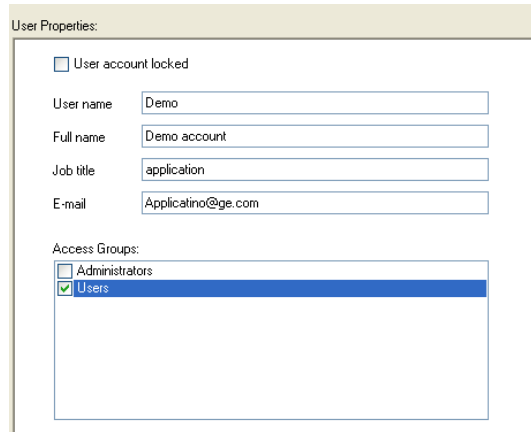 User Properties:
User account locked
User name Demo
Full name Demo account
Job title application
E-mail Applicatino@ge.com
Access Groups:
Administrators
Users